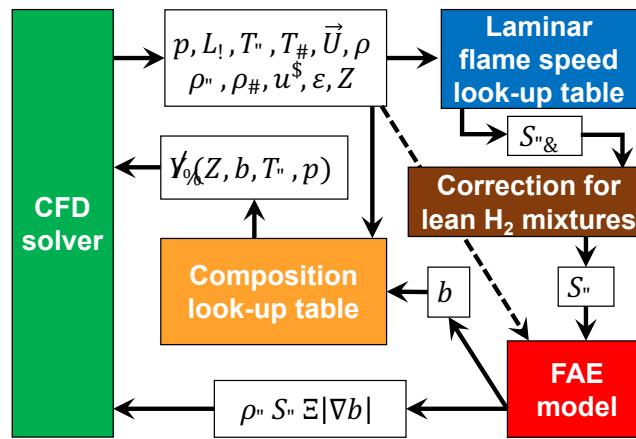 p, L_!, T_", T_#, U⃗, ρ
ρ_", ρ_#, u^$, ε, Z
Laminar
flame speed
look-up table
S_"&
Y̸_%(Z, b, T_", p)
CFD
solver
Correction for
lean H₂ mixtures
Composition
look-up table
b
S_"
FAE
model
ρ_" S_" Ξ|∇b|